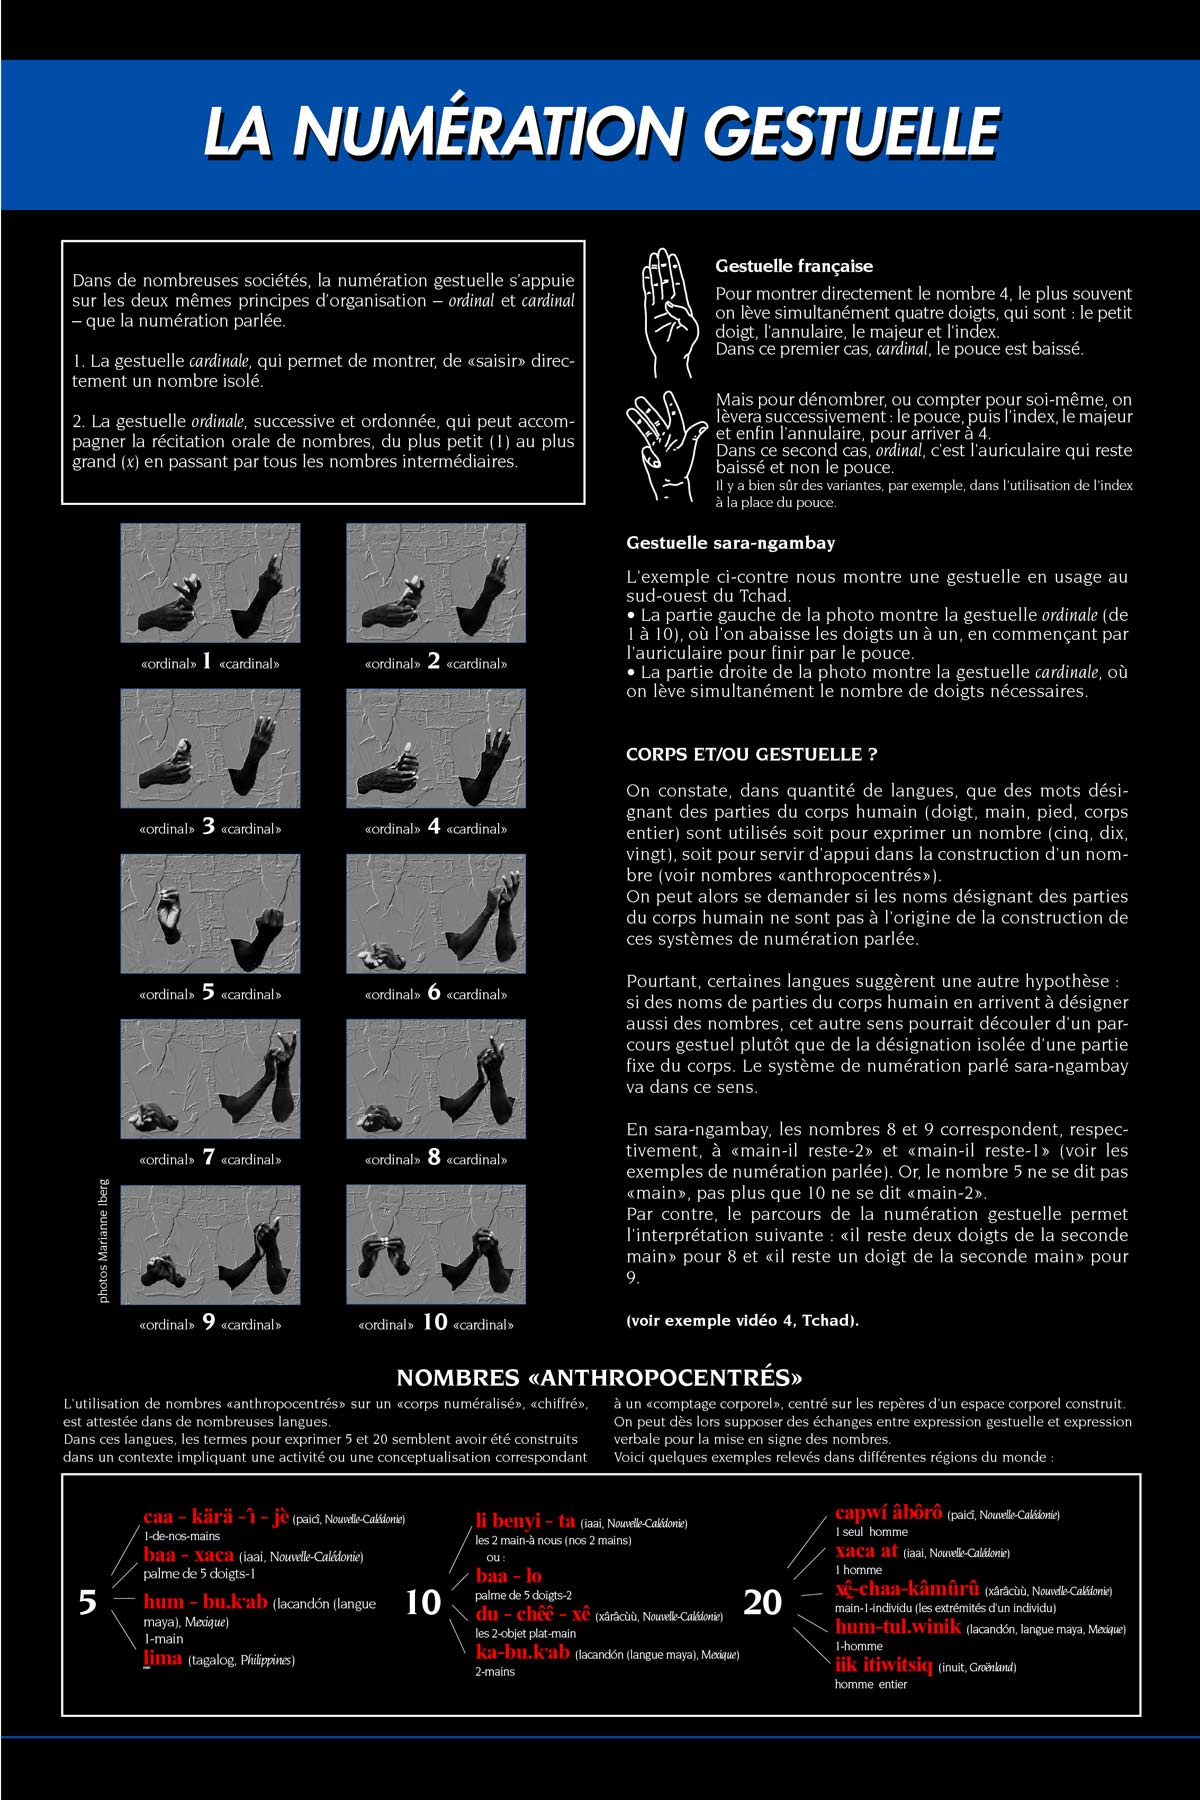 LA NUMÉRATION GESTUELLE
Dans de nombreuses sociétés, la numération gestuelle s'appuie
sur les deux mêmes principes d'organisation – ordinal et cardinal
– que la numération parlée.
1. La gestuelle cardinale, qui permet de montrer, de «saisir» direc-
tement un nombre isolé.
2. La gestuelle ordinale, successive et ordonnée, qui peut accom-
pagner la récitation orale de nombres, du plus petit (1) au plus
grand (x) en passant par tous les nombres intermédiaires.
Gestuelle française
Pour montrer directement le nombre 4, le plus souvent
on lève simultanément quatre doigts, qui sont : le petit
doigt, l'annulaire, le majeur et l'index.
Dans ce premier cas, cardinal, le pouce est baissé.
Mais pour dénombrer, ou compter pour soi-même, on
lèvera successivement : le pouce, puis l'index, le majeur
et enfin l'annulaire, pour arriver à 4.
Dans ce second cas, ordinal, c'est l'auriculaire qui reste
baissé et non le pouce.
Il y a bien sûr des variantes, par exemple, dans l'utilisation de l'index
à la place du pouce.
«ordinal» 1 «cardinal»
«ordinal» 2 «cardinal»
«ordinal» 3 «cardinal»
«ordinal» 4 «cardinal»
«ordinal» 5 «cardinal»
«ordinal» 6 «cardinal»
«ordinal» 7 «cardinal»
«ordinal» 8 «cardinal»
«ordinal» 9 «cardinal»
«ordinal» 10 «cardinal»
photos Marianne Iberg
Gestuelle sara-ngambay
L'exemple ci-contre nous montre une gestuelle en usage au
sud-ouest du Tchad.
• La partie gauche de la photo montre la gestuelle ordinale (de
1 à 10), où l'on abaisse les doigts un à un, en commençant par
l'auriculaire pour finir par le pouce.
• La partie droite de la photo montre la gestuelle cardinale, où
on lève simultanément le nombre de doigts nécessaires.
CORPS ET/OU GESTUELLE ?
On constate, dans quantité de langues, que des mots dési-
gnant des parties du corps humain (doigt, main, pied, corps
entier) sont utilisés soit pour exprimer un nombre (cinq, dix,
vingt), soit pour servir d'appui dans la construction d'un nom-
bre (voir nombres «anthropocentrés»).
On peut alors se demander si les noms désignant des parties
du corps humain ne sont pas à l'origine de la construction de
ces systèmes de numération parlée.
Pourtant, certaines langues suggèrent une autre hypothèse :
si des noms de parties du corps humain en arrivent à désigner
aussi des nombres, cet autre sens pourrait découler d'un par-
cours gestuel plutôt que de la désignation isolée d'une partie
fixe du corps. Le système de numération parlé sara-ngambay
va dans ce sens.
En sara-ngambay, les nombres 8 et 9 correspondent, respec-
tivement, à «main-il reste-2» et «main-il reste-1» (voir les
exemples de numération parlée). Or, le nombre 5 ne se dit pas
«main», pas plus que 10 ne se dit «main-2».
Par contre, le parcours de la numération gestuelle permet
l'interprétation suivante : «il reste deux doigts de la seconde
main» pour 8 et «il reste un doigt de la seconde main» pour
9.
(voir exemple vidéo 4, Tchad).
NOMBRES «ANTHROPOCENTRÉS»
L'utilisation de nombres «anthropocentrés» sur un «corps numéralisé», «chiffré»,
est attestée dans de nombreuses langues.
Dans ces langues, les termes pour exprimer 5 et 20 semblent avoir été construits
dans un contexte impliquant une activité ou une conceptualisation correspondant
à un «comptage corporel», centré sur les repères d'un espace corporel construit.
On peut dès lors supposer des échanges entre expression gestuelle et expression
verbale pour la mise en signe des nombres.
Voici quelques exemples relevés dans différentes régions du monde :
5
caa - kärä -ì - jè (paicî, Nouvelle-Calédonie)
1-de-nos-mains
baa - xaca (iaai, Nouvelle-Calédonie)
palme de 5 doigts-1
hum - bu.k'ab (lacandón (langue
maya), Mexique)
1-main
lima (tagalog, Philippines)
10
li benyi - ta (iaai, Nouvelle-Calédonie)
les 2 main-à nous (nos 2 mains)
ou :
baa - lo
palme de 5 doigts-2
du - chêê - xê (xârâcùù, Nouvelle-Calédonie)
les 2-objet plat-main
ka-bu.k'ab (lacandón (langue maya), Mexique)
2-mains
20
capwí âbôrô (paicî, Nouvelle-Calédonie)
1 seul homme
xaca at (iaai, Nouvelle-Calédonie)
1 homme
xê-chaa-kâmûrû (xârâcùù, Nouvelle-Calédonie)
main-1-individu (les extrémités d'un individu)
hum-tul.winik (lacandón, langue maya, Mexique)
1-homme
iik itiwitsiq (inuit, Groënland)
homme entier